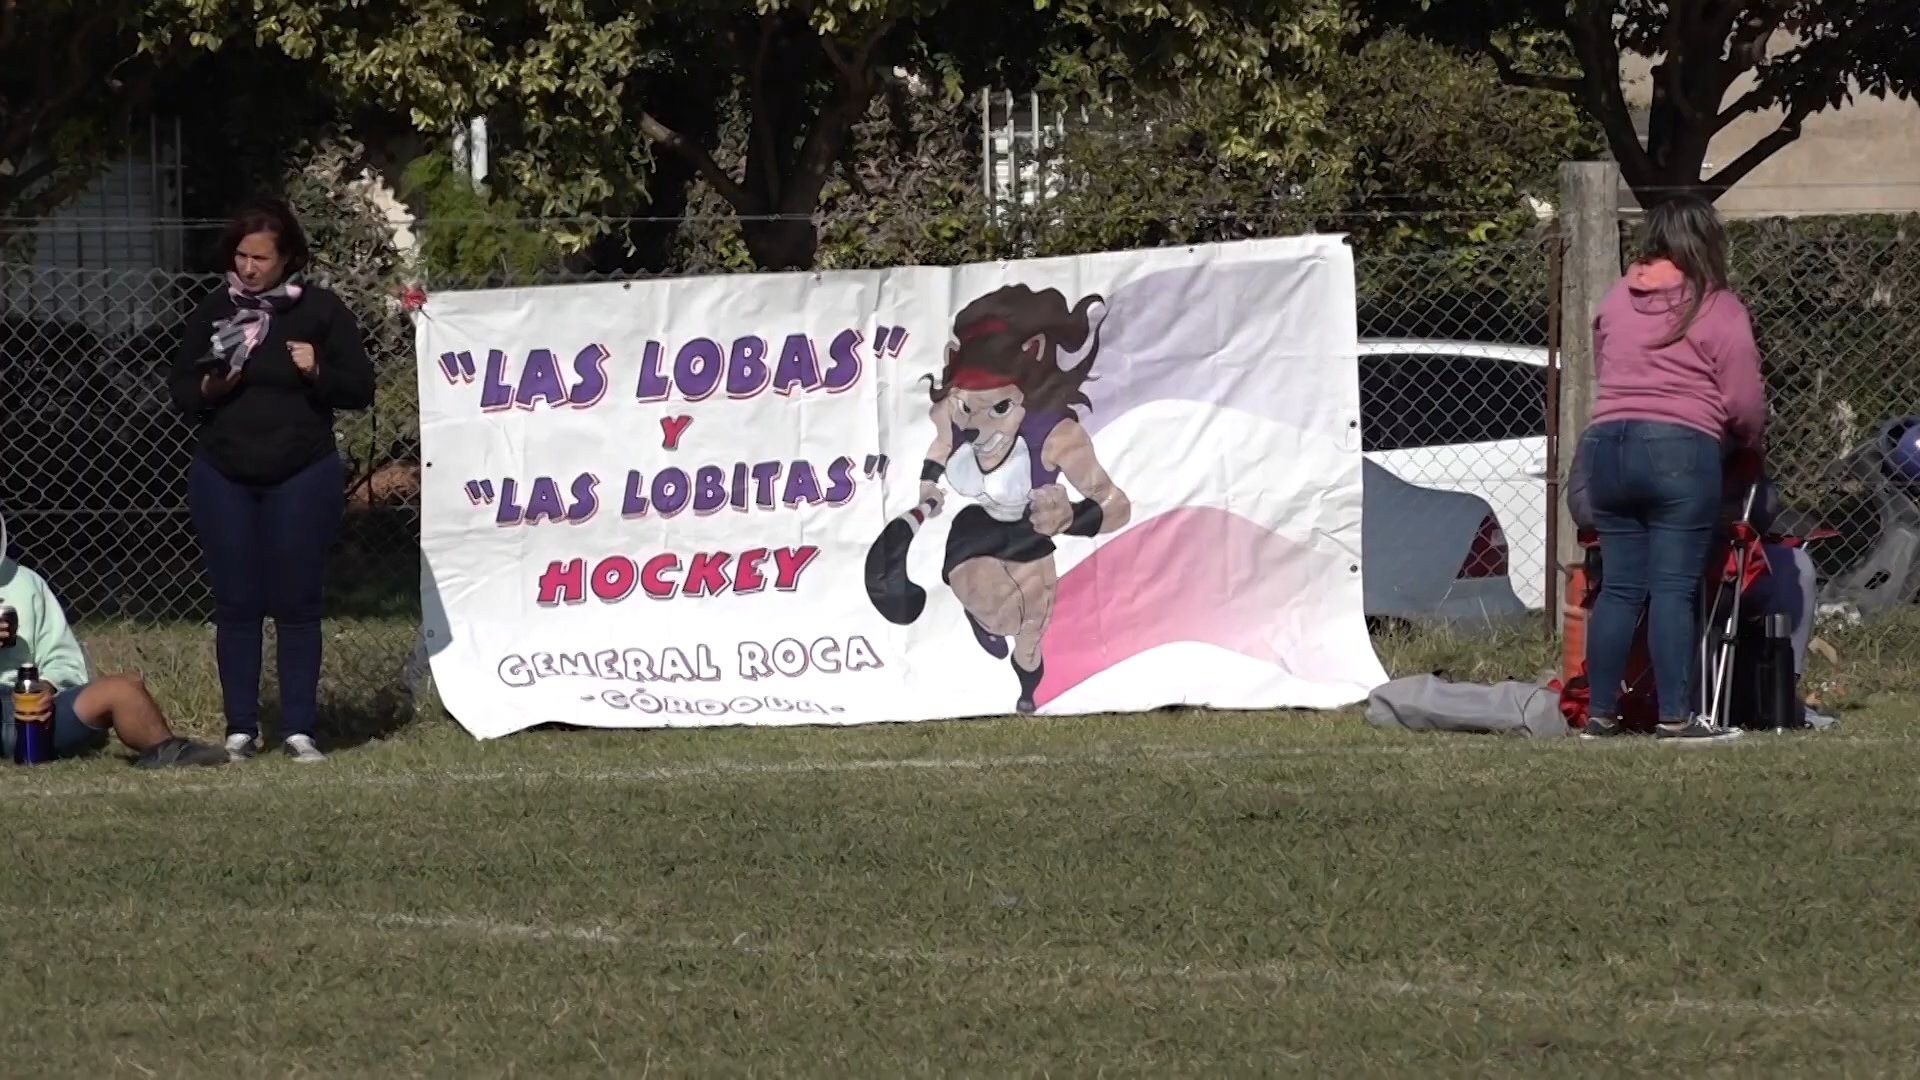 "LAS LOBAS"
Y
"LAS LOBITAS"
HOCKEY
GENERAL ROCA
-CÓRDOBA-